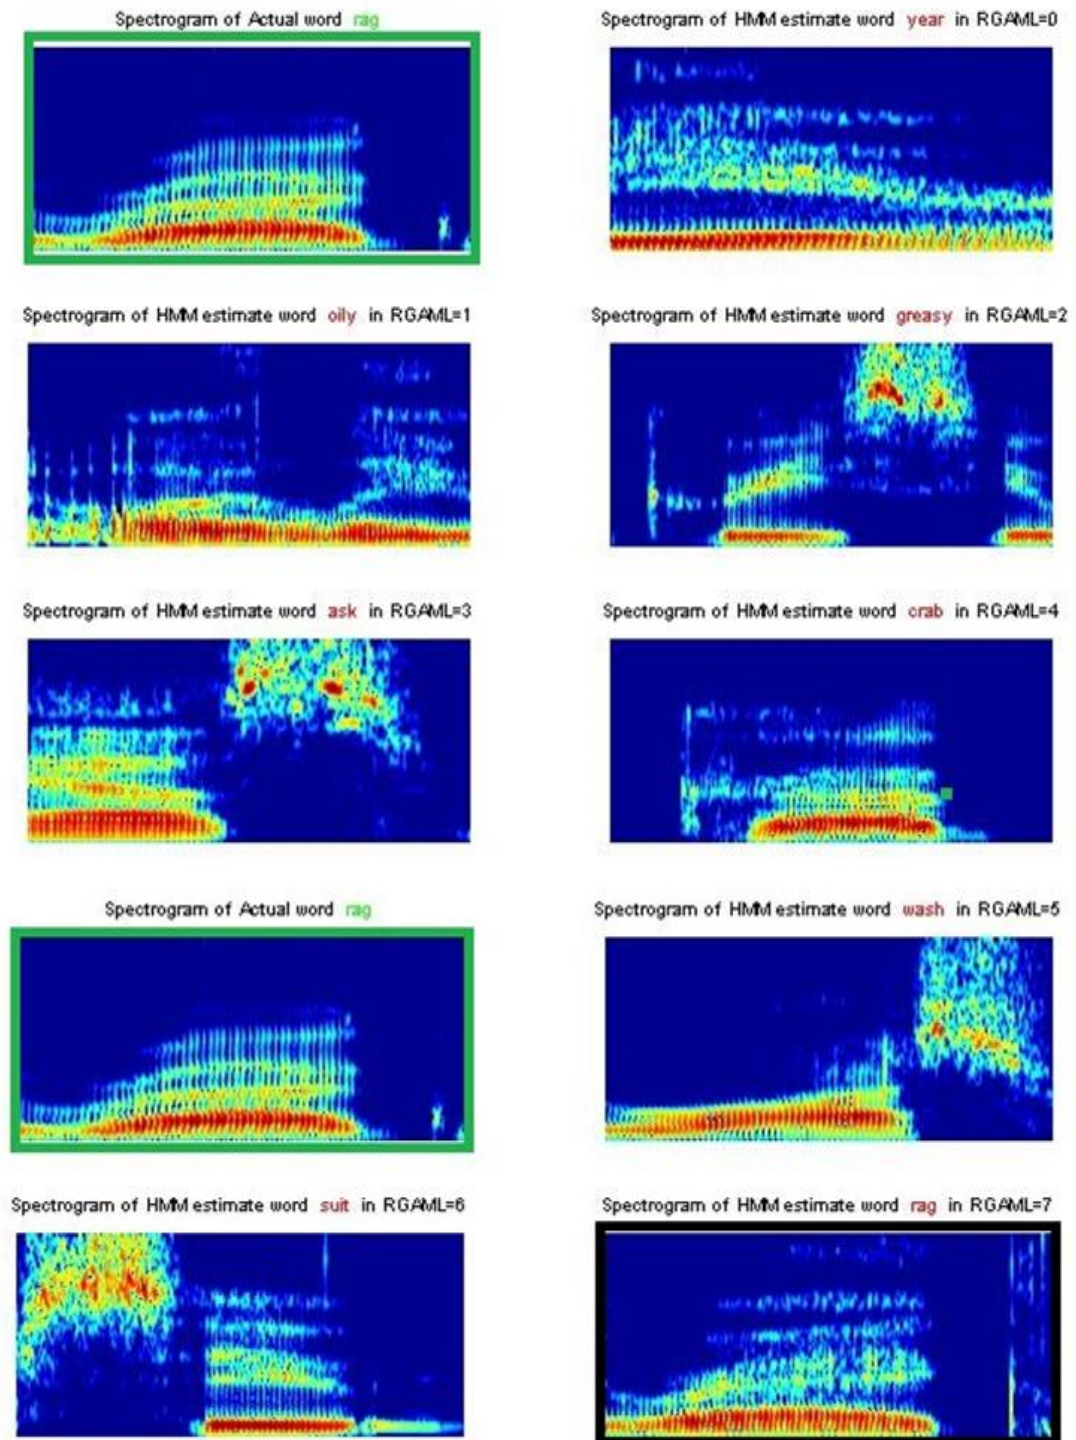 Spectrogram of Actual word rag
Spectrogram of HMM estimate word year in RGAML=0
Spectrogram of HMM estimate word oily in RGAML=1
Spectrogram of HMM estimate word greasy in RGAML=2
Spectrogram of HMM estimate word ask in RGAML=3
Spectrogram of HMM estimate word crab in RGAML=4
Spectrogram of Actual word rag
Spectrogram of HMM estimate word wash in RGAML=5
Spectrogram of HMM estimate word suit in RGAML=6
Spectrogram of HMM estimate word rag in RGAML=7